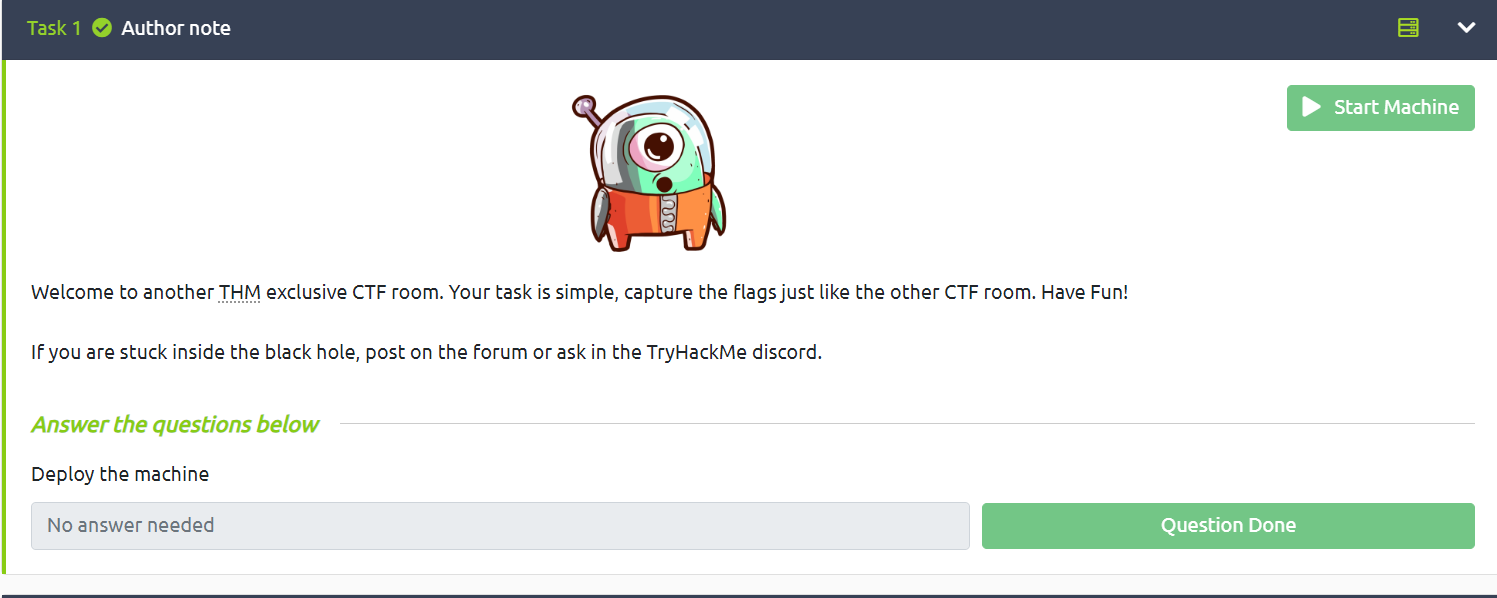 Task 1 Author note
Start Machine
Welcome to another THM exclusive CTF room. Your task is simple, capture the flags just like the other CTF room. Have Fun!
If you are stuck inside the black hole, post on the forum or ask in the TryHackMe discord.
Answer the questions below
Deploy the machine
No answer needed
Question Done